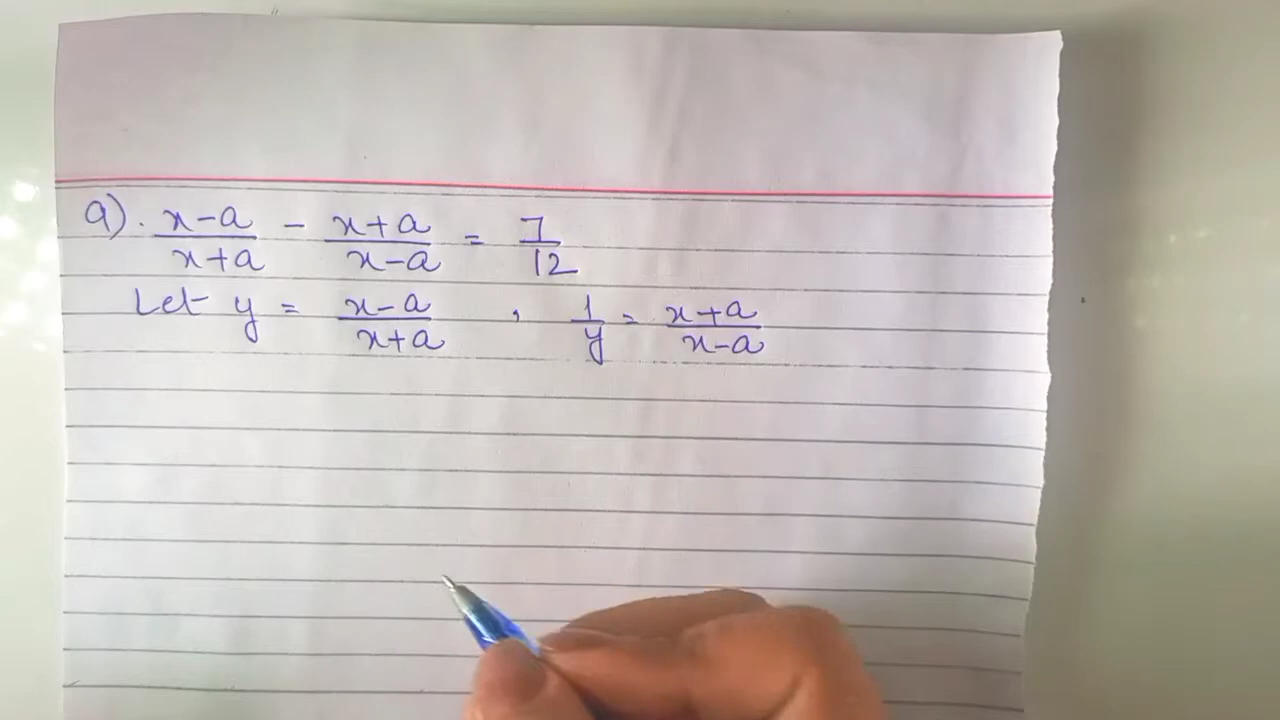 9). x-a/x+a - x+a/x-a = 7/12
Let y = x-a/x+a , 1/y = x+a/x-a